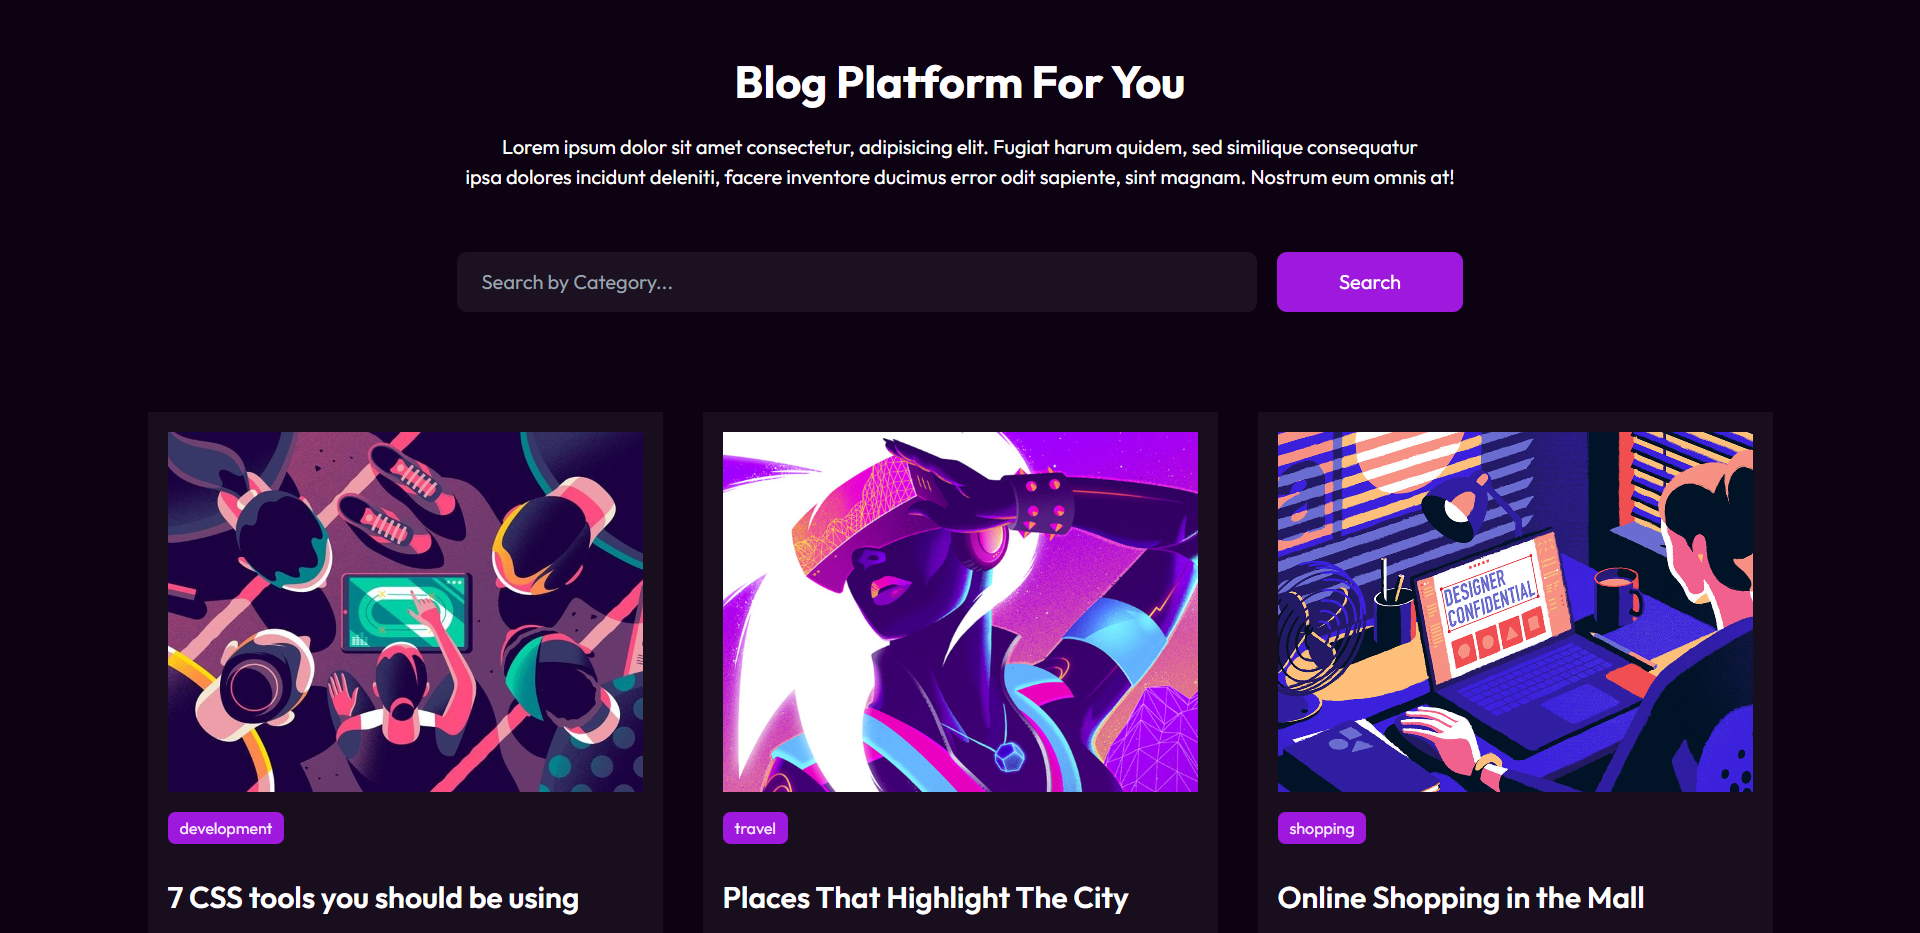 Blog Platform For You
Lorem ipsum dolor sit amet consectetur, adipisicing elit. Fugiat harum quidem, sed similique consequatur
ipsa dolores incidunt deleniti, facere inventore ducimus error odit sapiente, sint magnam. Nostrum eum omnis at!
Search by Category...
Search
DESIGNER
CONFIDENTIAL
development
travel
shopping
7 CSS tools you should be using
Places That Highlight The City
Online Shopping in the Mall